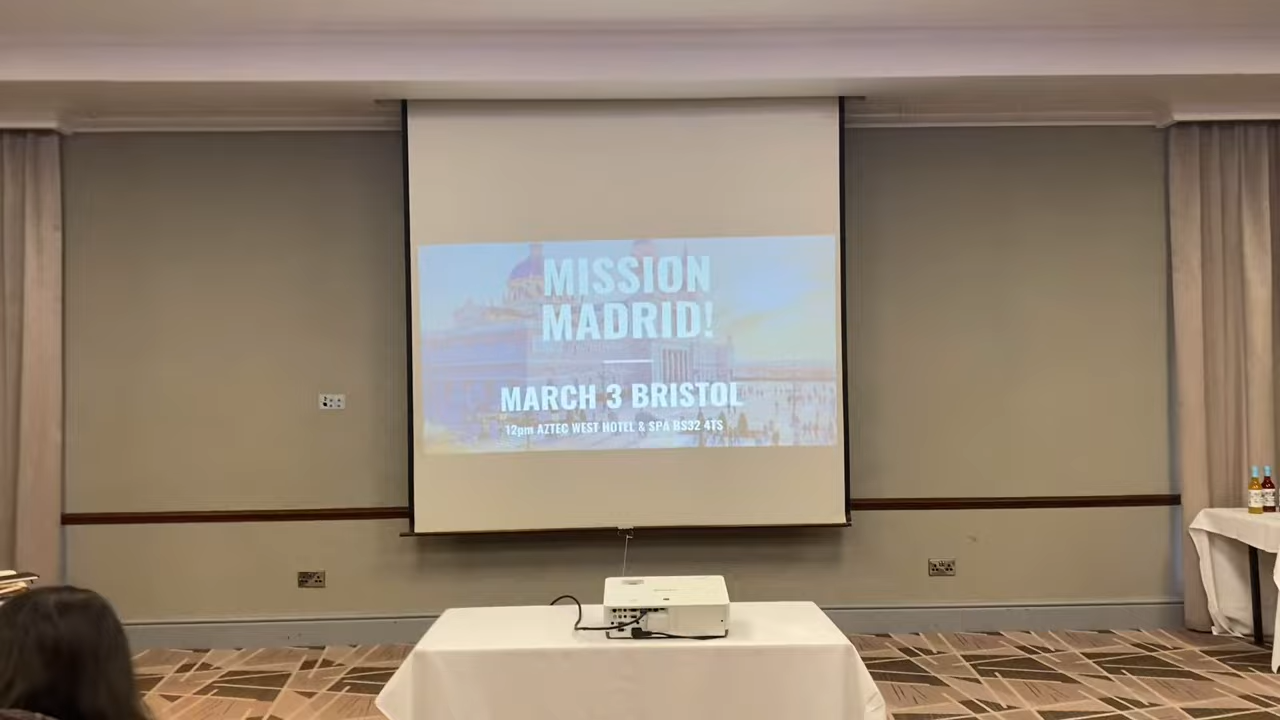 MISSION
MADRID!
MARCH 3 BRISTOL
12pm AZTEC WEST HOTEL & SPA BS32 4TS